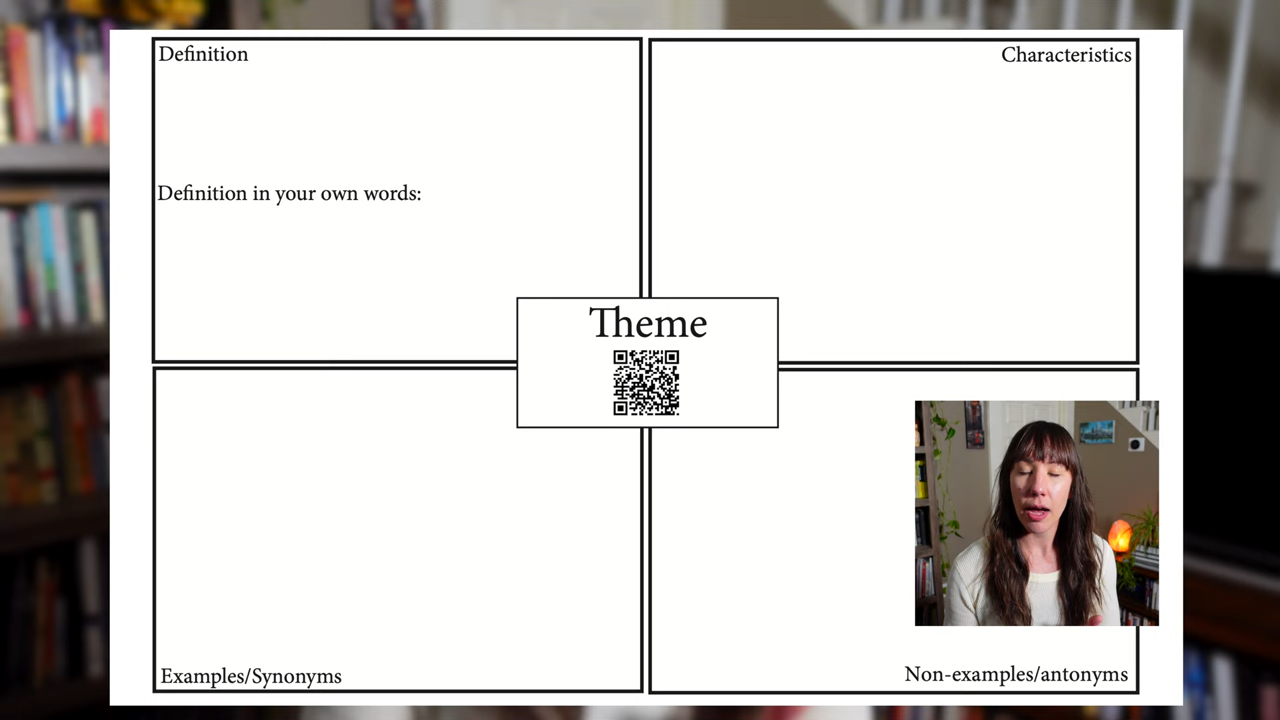 Definition
Characteristics
Definition in your own words:
Theme
Examples/Synonyms
Non-examples/antonyms